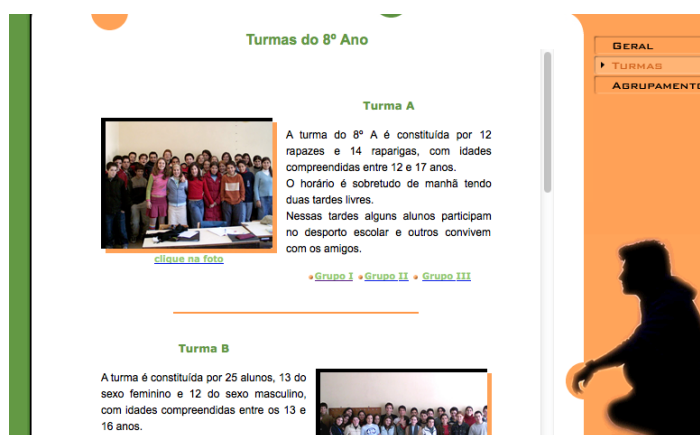 Turmas do 8º Ano
GERAL
TURMAS
AGRUPAMENTO
Turma A
A turma do 8º A é constituída por 12
rapazes e 14 raparigas, com idades
compreendidas entre 12 e 17 anos.
O horário é sobretudo de manhã tendo
duas tardes livres.
Nessas tardes alguns alunos participam
no desporto escolar e outros convivem
com os amigos.
clique na foto
Grupo I Grupo II Grupo III
Turma B
A turma é constituída por 25 alunos, 13 do
sexo feminino e 12 do sexo masculino,
com idades compreendidas entre os 13 e
16 anos.